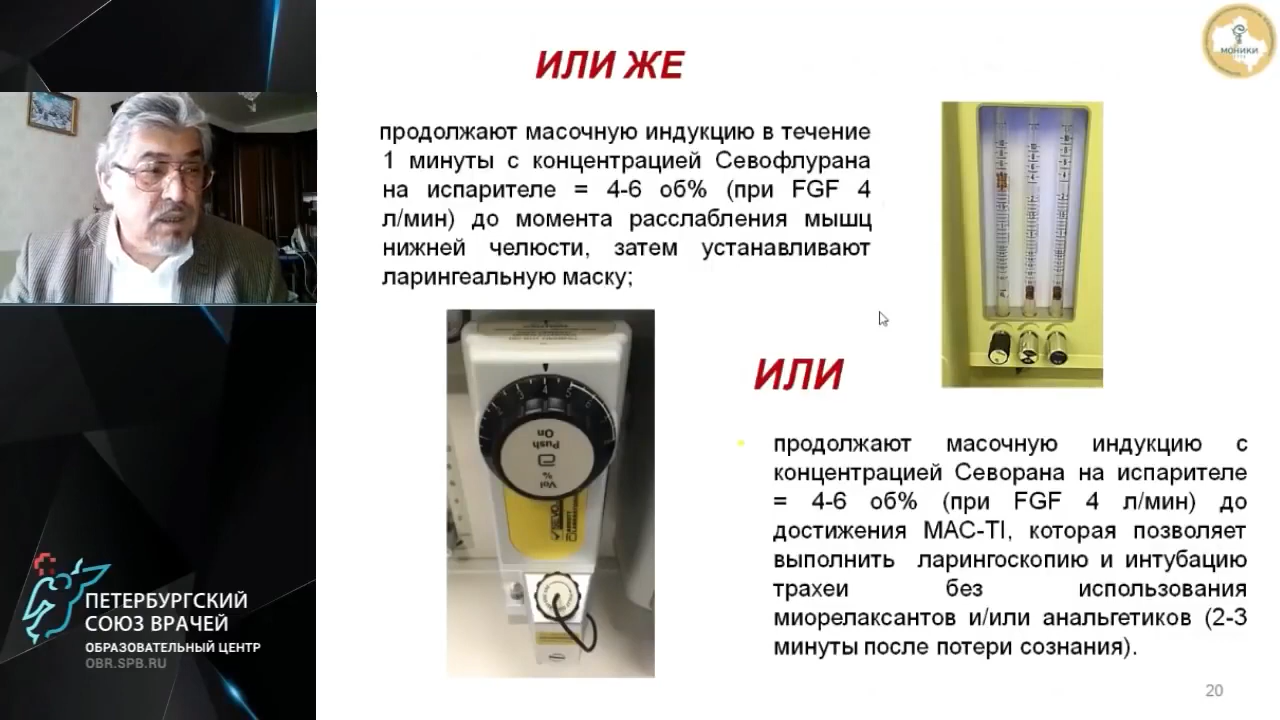 ИЛИ ЖЕ
МОНИКИ
продолжают масочную индукцию в течение
1 минуты с концентрацией Севофлурана
на испарителе = 4-6 об% (при FGF 4
л/мин) до момента расслабления мышц
нижней челюсти, затем устанавливают
ларингеальную маску;
4
5
Push
On
Vol
%
ИЛИ
продолжают масочную индукцию с
концентрацией Севорана на испарителе
= 4-6 об% (при FGF 4 л/мин) до
достижения МАС-TI, которая позволяет
выполнить ларингоскопию и интубацию
трахеи без использования
миорелаксантов и/или анальгетиков (2-3
минуты после потери сознания).
20
ПЕТЕРБУРГСКИЙ
СОЮЗ ВРАЧЕЙ
ОБРАЗОВАТЕЛЬНЫЙ ЦЕНТР
OBR.SPB.RU